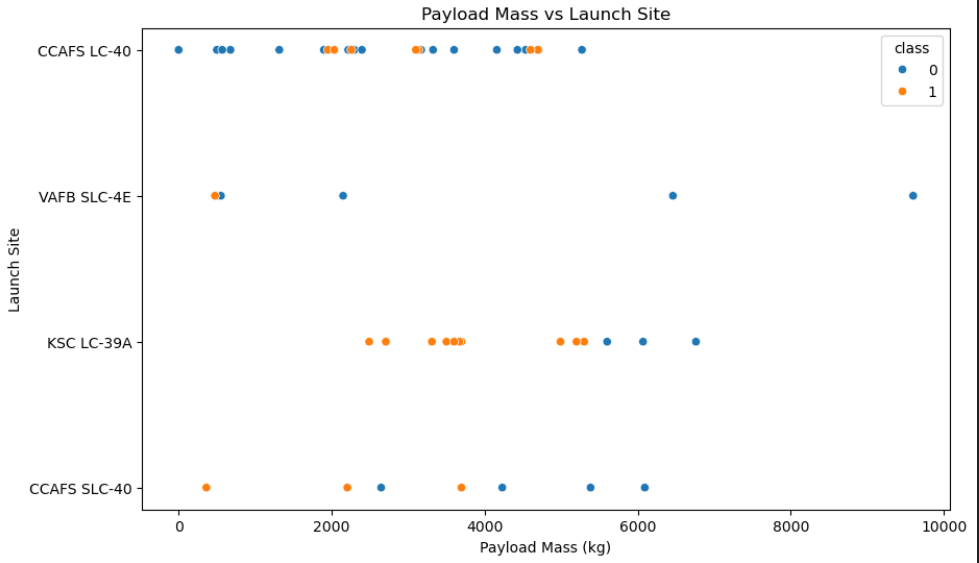 Payload Mass vs Launch Site
class
0
1
Launch Site
CCAFS LC-40
VAFB SLC-4E
KSC LC-39A
CCAFS SLC-40
0 2000 4000 6000 8000 10000
Payload Mass (kg)